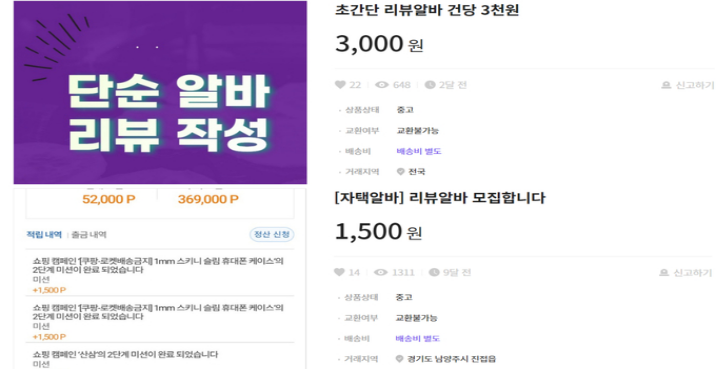 단순 알바
리뷰 작성
52,000 P
369,000 P
적립 내역 | 출금 내역
정산 신청
쇼핑 캠페인 '[쿠팡-로켓배송금지] 1mm 스키니 슬림 휴대폰 케이스'의
2단계 미션이 완료 되었습니다
미션
+1,500 P
쇼핑 캠페인 '[쿠팡-로켓배송금지] 1mm 스키니 슬림 휴대폰 케이스'의
2단계 미션이 완료 되었습니다
미션
+1,500 P
쇼핑 캠페인 '산삼'의 2단계 미션이 완료 되었습니다
미션
초간단 리뷰알바 건당 3천원
3,000 원
22 648 2달 전 신고하기
· 상품상태 중고
· 교환여부 교환불가능
· 배송비 배송비 별도
· 거래지역 전국
[자택알바] 리뷰알바 모집합니다
1,500 원
14 1311 9달 전 신고하기
· 상품상태 중고
· 교환여부 교환불가능
· 배송비 배송비 별도
· 거래지역 경기도 남양주시 진접읍